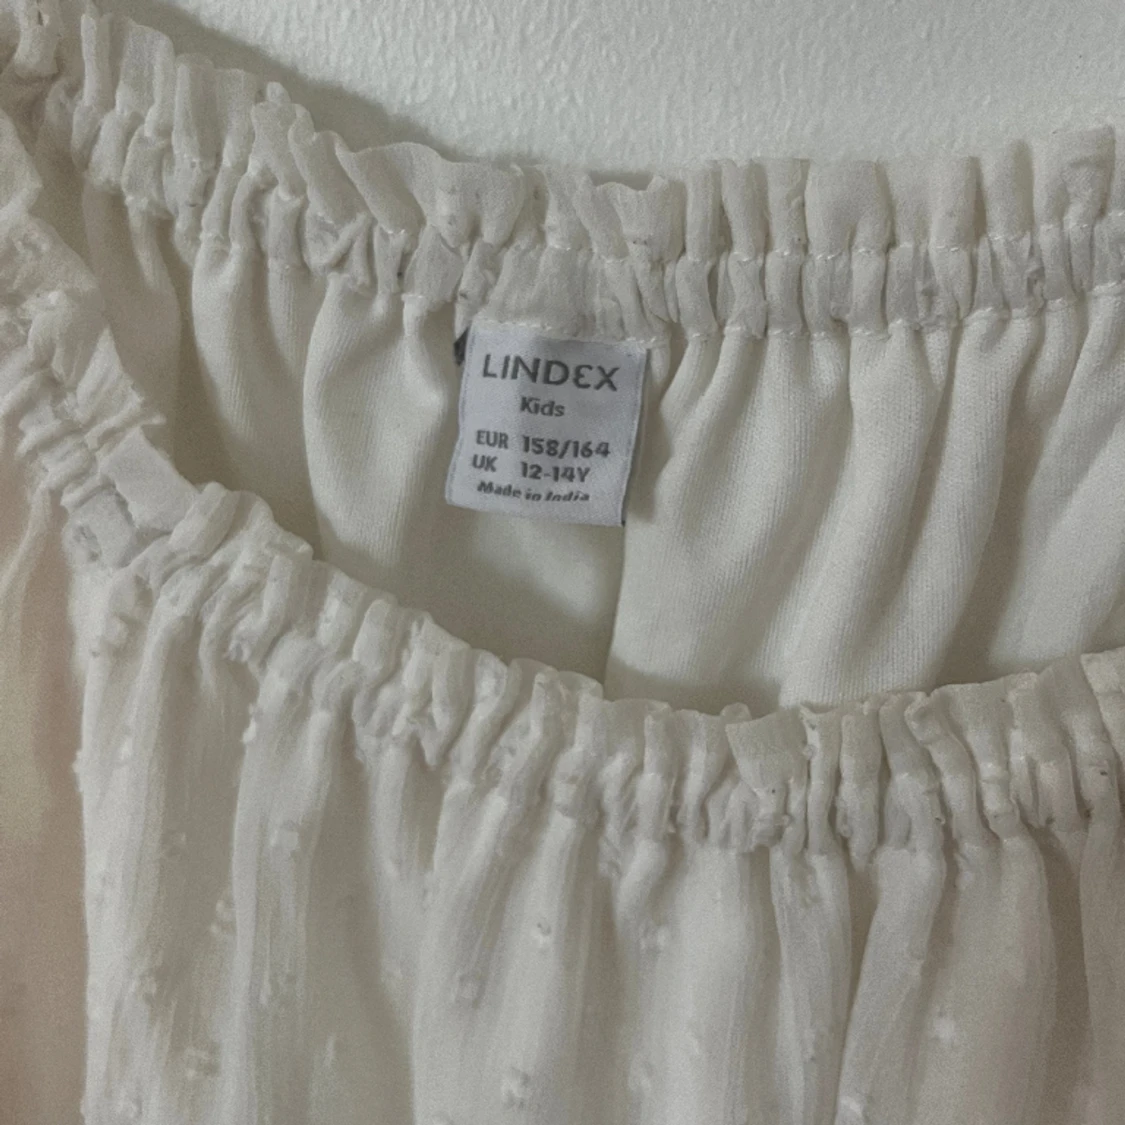 LINDEX
Kids
EUR 158/164
UK 12-14Y
Made in India